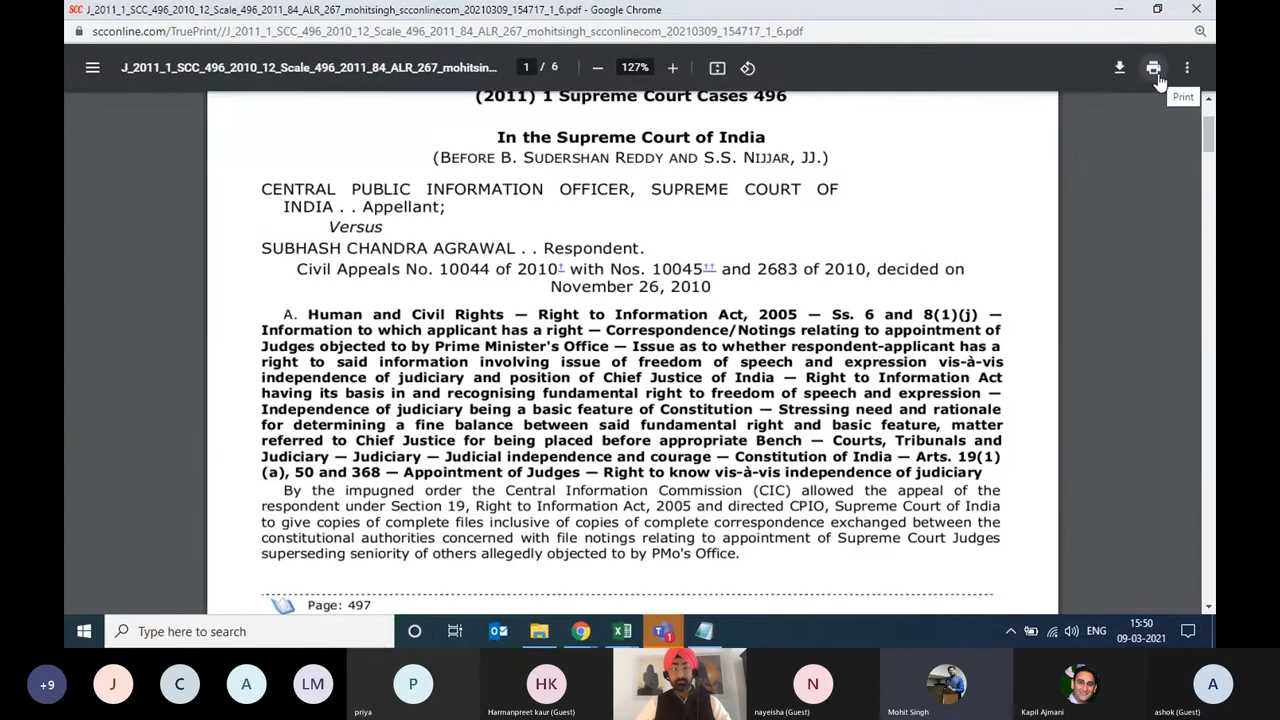 SCC J_2011_1_SCC_496_2010_12_Scale_496_2011_84_ALR_267_mohitsingh_scconlinecom_20210309_154717_1_6.pdf - Google Chrome
scconline.com/TruePrint//J_2011_1_SCC_496_2010_12_Scale_496_2011_84_ALR_267_mohitsingh_scconlinecom_20210309_154717_1_6.pdf
J_2011_1_SCC_496_2010_12_Scale_496_2011_84_ALR_267_mohitsin... 1 / 6 127%
Print
(2011) 1 Supreme Court Cases 496
In the Supreme Court of India
(BEFORE B. SUDERSHAN REDDY AND S.S. NIJJAR, JJ.)
CENTRAL PUBLIC INFORMATION OFFICER, SUPREME COURT OF
INDIA . . Appellant;
Versus
SUBHASH CHANDRA AGRAWAL . . Respondent.
Civil Appeals No. 10044 of 2010† with Nos. 10045†† and 2683 of 2010, decided on
November 26, 2010
A. Human and Civil Rights — Right to Information Act, 2005 — Ss. 6 and 8(1)(j) —
Information to which applicant has a right — Correspondence/Notings relating to appointment of
Judges objected to by Prime Minister's Office — Issue as to whether respondent-applicant has a
right to said information involving issue of freedom of speech and expression vis-à-vis
independence of judiciary and position of Chief Justice of India — Right to Information Act
having its basis in and recognising fundamental right to freedom of speech and expression —
Independence of judiciary being a basic feature of Constitution — Stressing need and rationale
for determining a fine balance between said fundamental right and basic feature, matter
referred to Chief Justice for being placed before appropriate Bench — Courts, Tribunals and
Judiciary — Judiciary — Judicial independence and courage — Constitution of India — Arts. 19(1)
(a), 50 and 368 — Appointment of Judges — Right to know vis-à-vis independence of judiciary
By the impugned order the Central Information Commission (CIC) allowed the appeal of the
respondent under Section 19, Right to Information Act, 2005 and directed CPIO, Supreme Court of India
to give copies of complete files inclusive of copies of complete correspondence exchanged between the
constitutional authorities concerned with file notings relating to appointment of Supreme Court Judges
superseding seniority of others allegedly objected to by PMo's Office.
Page: 497
Type here to search
ENG
15:50
09-03-2021
+9 J C A LM P HK N A
priya
Harmanpreet kaur (Guest)
nayeisha (Guest)
Mohit Singh
Kapil Ajmani
ashok (Guest)